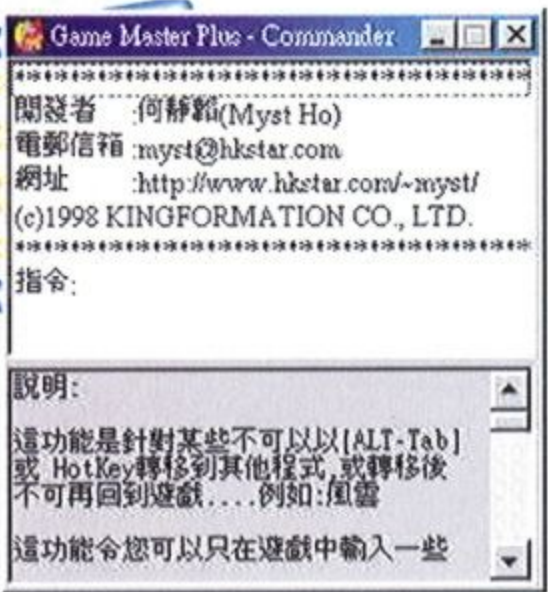 Game Master Plus - Commander
****************************************
開發者 :何靜韜(Myst Ho)
電郵信箱 :myst@hkstar.com
網址 :http://www.hkstar.com/~myst/
(c)1998 KINGFORMATION CO., LTD.
****************************************
指令:
說明:
這功能是針對某些不可以以[ALT-Tab]
或 HotKey轉移到其他程式,或轉移後
不可再回到遊戲....例如:風雲
這功能令您可以只在遊戲中輸入一些